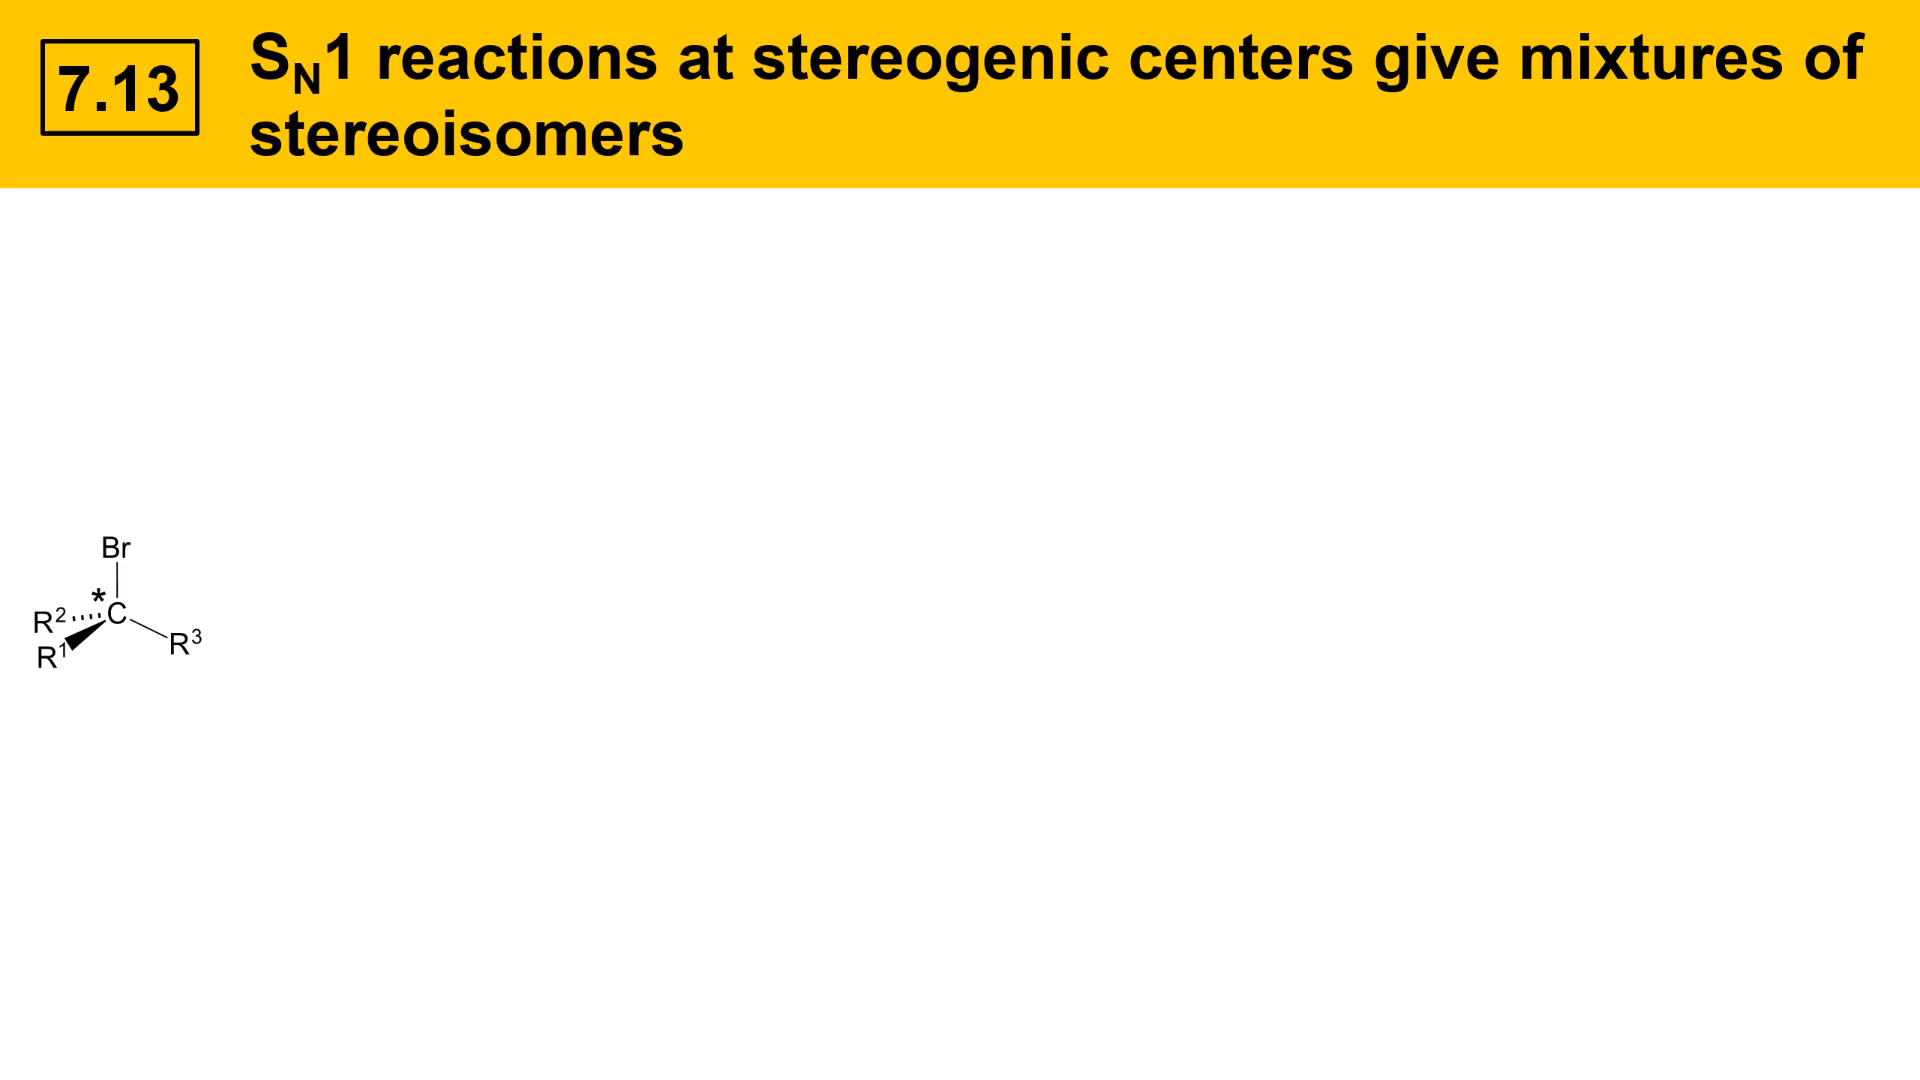 7.13
SN1 reactions at stereogenic centers give mixtures of
stereoisomers
Br
*
R2 C
R1 R3